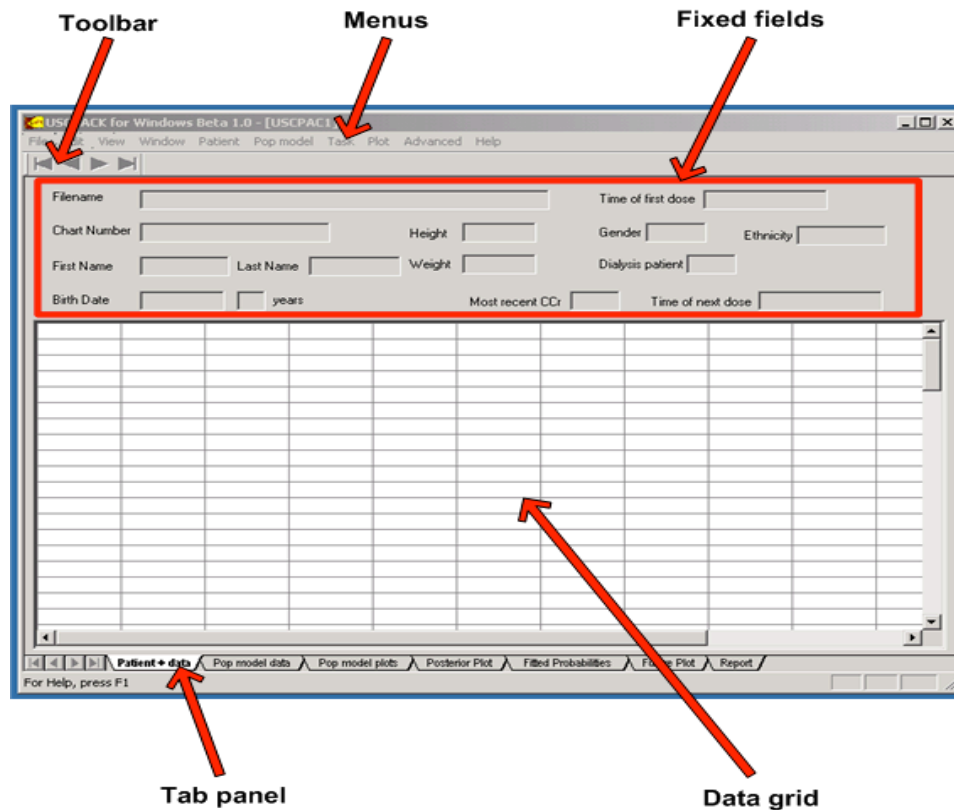 Toolbar Menus Fixed fields
USCPACK for Windows Beta 1.0 - [USCPAC1]
File Edit View Window Patient Pop model Task Plot Advanced Help
Filename Time of first dose
Chart Number Height Gender Ethnicity
First Name Last Name Weight Dialysis patient
Birth Date years Most recent CCr Time of next dose
Patient + data Pop model data Pop model plots Posterior Plot Fitted Probabilities Future Plot Report
For Help, press F1
Tab panel Data grid